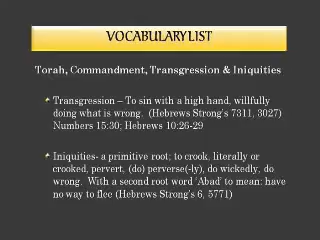 VOCABULARY LIST
Torah, Commandment, Transgression & Iniquities
Transgression – To sin with a high hand, willfully
doing what is wrong. (Hebrews Strong's 7311, 3027)
Numbers 15:30; Hebrews 10:26-29
Iniquities- a primitive root; to crook, literally or
crooked, pervert, (do) perverse(-ly), do wickedly, do
wrong. With a second root word 'Abad' to mean: have
no way to flee (Hebrews Strong's 6, 5771)